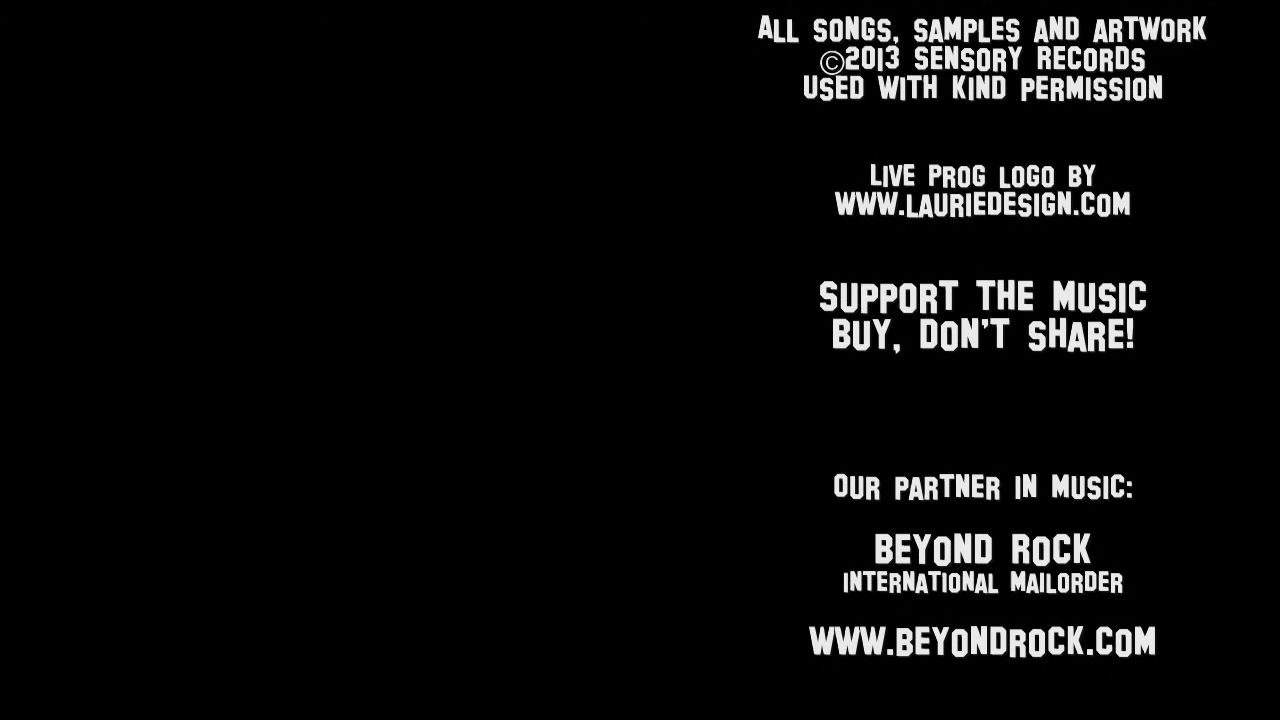 ALL SONGS, SAMPLES AND ARTWORK
©2013 SENSORY RECORDS
USED WITH KIND PERMISSION
LIVE PROG LOGO BY
WWW.LAURIEDESIGN.COM
SUPPORT THE MUSIC
BUY, DON'T SHARE!
OUR PARTNER IN MUSIC:
BEYOND ROCK
INTERNATIONAL MAILORDER
WWW.BEYONDROCK.COM